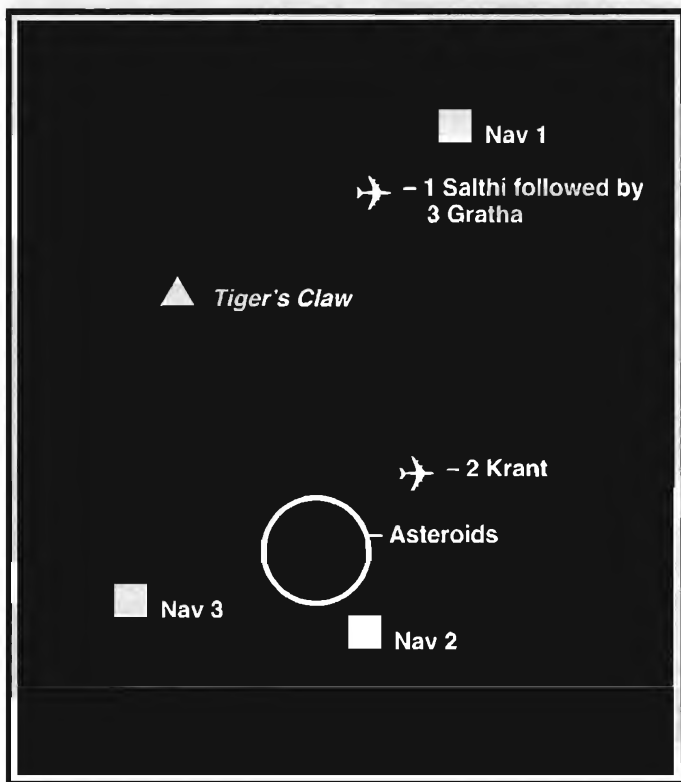 Nav 1
– 1 Salthi followed by
3 Gratha
Tiger's Claw
– 2 Krant
– Asteroids
Nav 3
Nav 2